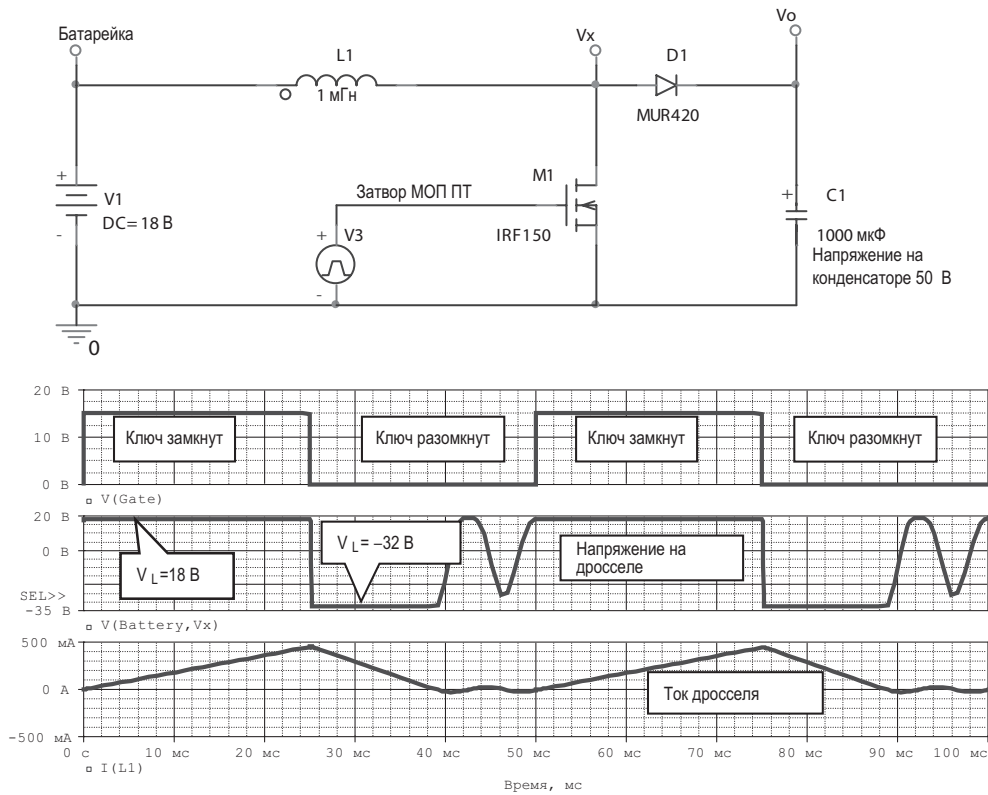 Батарейка
Vx
Vo
L1
1 мГн
D1
MUR420
M1
Затвор МОП ПТ
IRF150
+
V1
DC= 18 В
-
+
V3
-
+
C1
1000 мкФ
Напряжение на
конденсаторе 50 В
0
20 В
10 В
0 В
Ключ замкнут
Ключ разомкнут
Ключ замкнут
Ключ разомкнут
V(Gate)
20 В
0 В
SEL>>
-35 В
V L =18 В
V L = –32 В
Напряжение на
дросселе
V(Battery,Vx)
500 мА
0 А
-500 мА
Ток дросселя
0 с
10 мс
20 мс
30 мс
40 мс
50 мс
60 мс
70 мс
80 мс
90 мс
100 мс
I(L1)
Время, мс